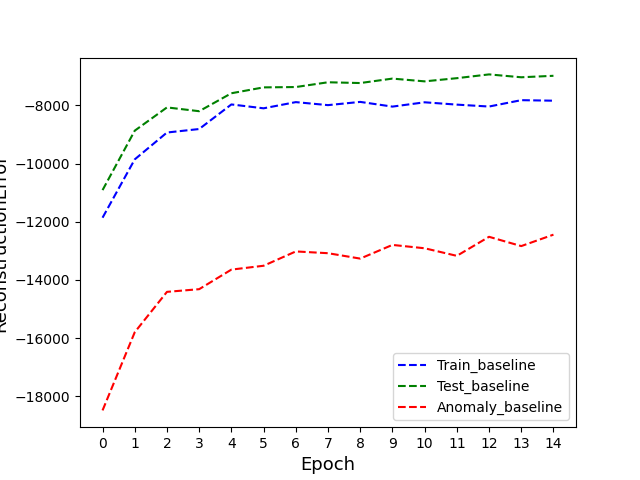 −8000
−10000
−12000
−14000
−16000
−18000
ReconstructionError
0 1 2 3 4 5 6 7 8 9 10 11 12 13 14
Epoch
Train_baseline
Test_baseline
Anomaly_baseline